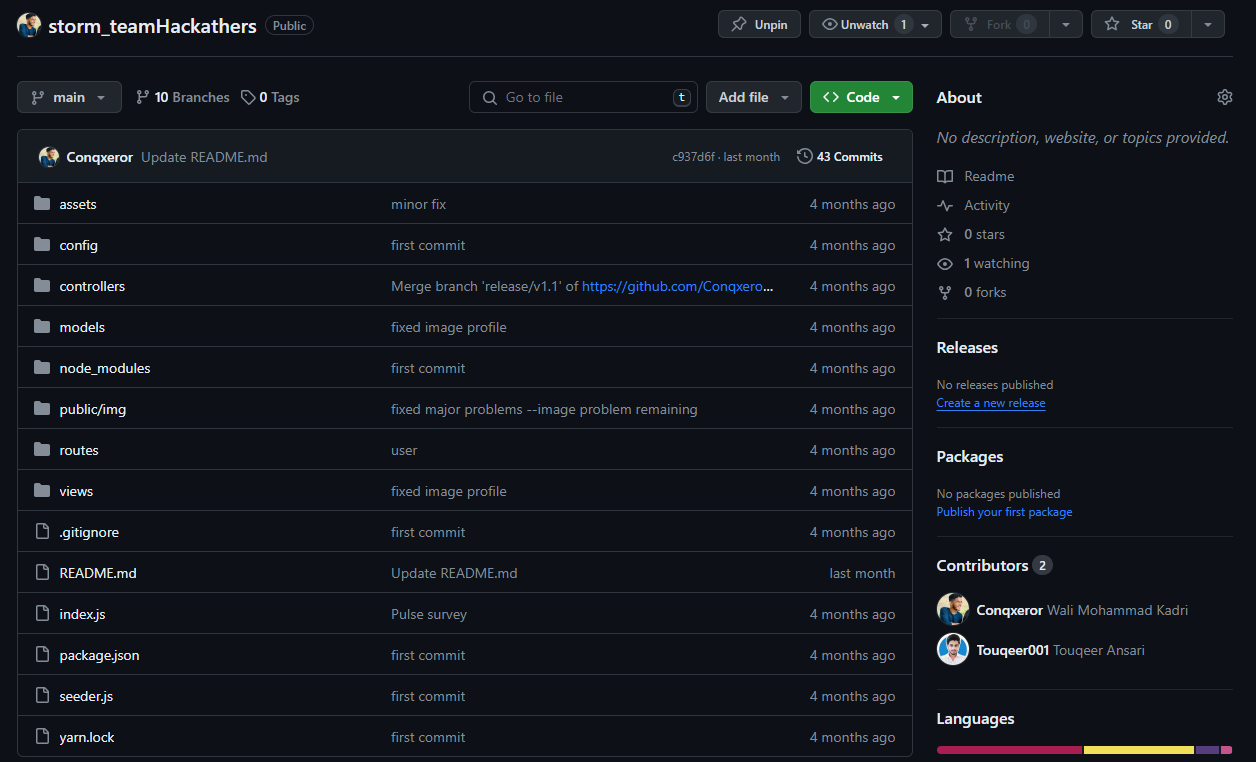 storm_teamHackathers Public Unpin Unwatch 1 Fork 0 Star 0
main 10 Branches 0 Tags Go to file t Add file Code
Conqxeror Update README.md c937d6f · last month 43 Commits
assets minor fix 4 months ago
config first commit 4 months ago
controllers Merge branch 'release/v1.1' of https://github.com/Conqxero... 4 months ago
models fixed image profile 4 months ago
node_modules first commit 4 months ago
public/img fixed major problems --image problem remaining 4 months ago
routes user 4 months ago
views fixed image profile 4 months ago
.gitignore first commit 4 months ago
README.md Update README.md last month
index.js Pulse survey 4 months ago
package.json first commit 4 months ago
seeder.js first commit 4 months ago
yarn.lock first commit 4 months ago
About
No description, website, or topics provided.
Readme
Activity
0 stars
1 watching
0 forks
Releases
No releases published
Create a new release
Packages
No packages published
Publish your first package
Contributors 2
Conqxeror Wali Mohammad Kadri
Touqeer001 Touqeer Ansari
Languages